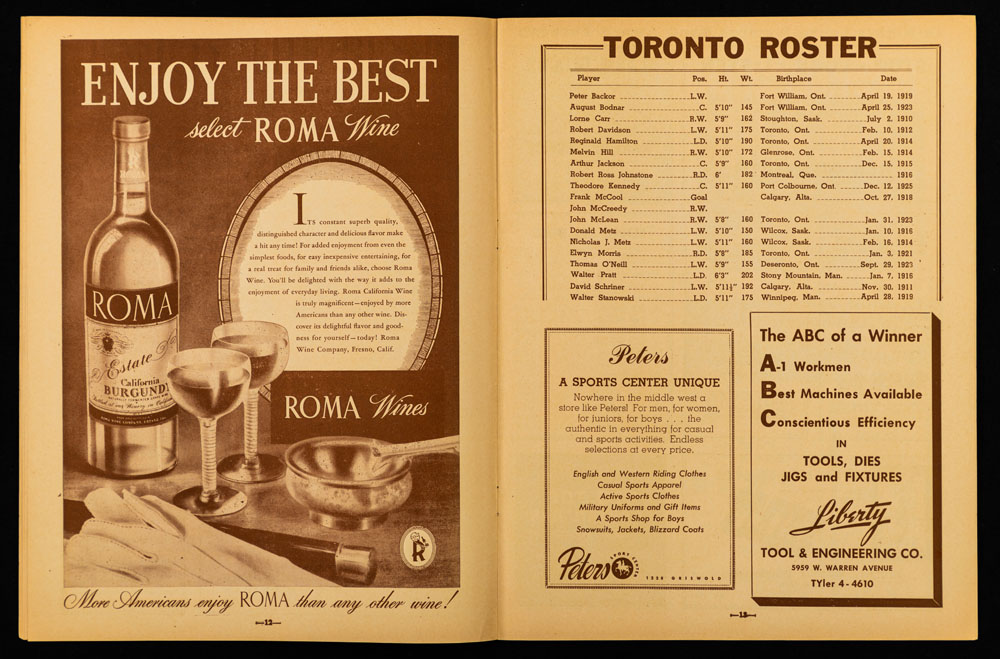 ENJOY THE BEST
select ROMA Wine
ITS constant superb quality,
distinguished character and delicious flavor make
a hit any time! For added enjoyment from even the
simplest foods, for easy inexpensive entertaining, for
a real treat for family and friends alike, choose Roma
Wine. You'll be delighted with the way it adds to the
enjoyment of everyday living. Roma California Wine
is truly magnificent—enjoyed by more
Americans than any other wine. Dis-
cover its delightful flavor and good-
ness for yourself—today! Roma
Wine Company, Fresno, Calif.
ROMA
Estate
California
BURGUNDY
ROMA Wines
R
More Americans enjoy ROMA than any other wine!
—12—
TORONTO ROSTER
Player Pos. Ht. Wt. Birthplace Date
Peter Backor L.W. Fort William, Ont. April 19, 1919
August Bodnar C. 5'10" 145 Fort William, Ont. April 25, 1923
Lorne Carr R.W. 5'9" 162 Stoughton, Sask. July 2, 1910
Robert Davidson L.W. 5'11" 175 Toronto, Ont. Feb. 10, 1912
Reginald Hamilton L.D. 5'10" 190 Toronto, Ont. April 20, 1914
Melvin Hill R.W. 5'10" 172 Glenrose, Ont. Feb. 15, 1914
Arthur Jackson C. 5'9" 160 Toronto, Ont. Dec. 15, 1915
Robert Ross Johnstone R.D. 6' 182 Montreal, Que. 1916
Theodore Kennedy C. 5'11" 160 Port Colbourne, Ont. Dec. 12, 1925
Frank McCool Goal Calgary, Alta. Oct. 27, 1918
John McCreedy R.W.
John McLean R.W. 5'8" 160 Toronto, Ont. Jan. 31, 1923
Donald Metz L.W. 5'10" 150 Wilcox, Sask. Jan. 10, 1916
Nicholas J. Metz L.W. 5'11" 160 Wilcox, Sask. Feb. 16, 1914
Elwyn Morris R.D. 5'8" 185 Toronto, Ont. Jan. 3, 1921
Thomas O'Neill L.W. 5'9" 155 Deseronto, Ont. Sept. 29, 1923
Walter Pratt L.D. 6'3" 202 Stony Mountain, Man. Jan. 7, 1916
David Schriner L.W. 5'11½" 192 Calgary, Alta. Nov. 30, 1911
Walter Stanowski L.D. 5'11" 175 Winnipeg, Man. April 28, 1919
Peters
A SPORTS CENTER UNIQUE
Nowhere in the middle west a
store like Peters! For men, for women,
for juniors, for boys . . . the
authentic in everything for casual
and sports activities. Endless
selections at every price.
English and Western Riding Clothes
Casual Sports Apparel
Active Sports Clothes
Military Uniforms and Gift Items
A Sports Shop for Boys
Snowsuits, Jackets, Blizzard Coats
Peters SPORT CENTER
1529 GRISWOLD
The ABC of a Winner
A-1 Workmen
Best Machines Available
Conscientious Efficiency
IN
TOOLS, DIES
JIGS and FIXTURES
Liberty
TOOL & ENGINEERING CO.
5959 W. WARREN AVENUE
TYler 4-4610
—13—